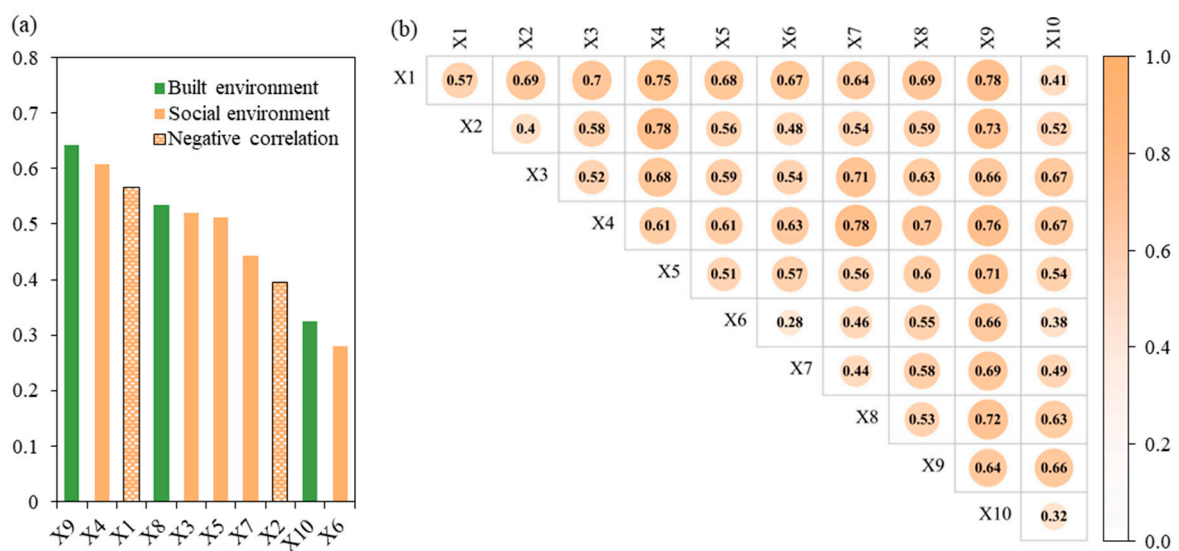 (a)
0.8
0.7
0.6
0.5
0.4
0.3
0.2
0.1
0
Built environment
Social environment
Negative correlation
X9 X4 X1 X8 X3 X5 X7 X2 X10 X6
(b)
X1 X2 X3 X4 X5 X6 X7 X8 X9 X10
X1 0.57 0.69 0.7 0.75 0.68 0.67 0.64 0.69 0.78 0.41
X2 0.4 0.58 0.78 0.56 0.48 0.54 0.59 0.73 0.52
X3 0.52 0.68 0.59 0.54 0.71 0.63 0.66 0.67
X4 0.61 0.61 0.63 0.78 0.7 0.76 0.67
X5 0.51 0.57 0.56 0.6 0.71 0.54
X6 0.28 0.46 0.55 0.66 0.38
X7 0.44 0.58 0.69 0.49
X8 0.53 0.72 0.63
X9 0.64 0.66
X10 0.32
1.0
0.8
0.6
0.4
0.2
0.0